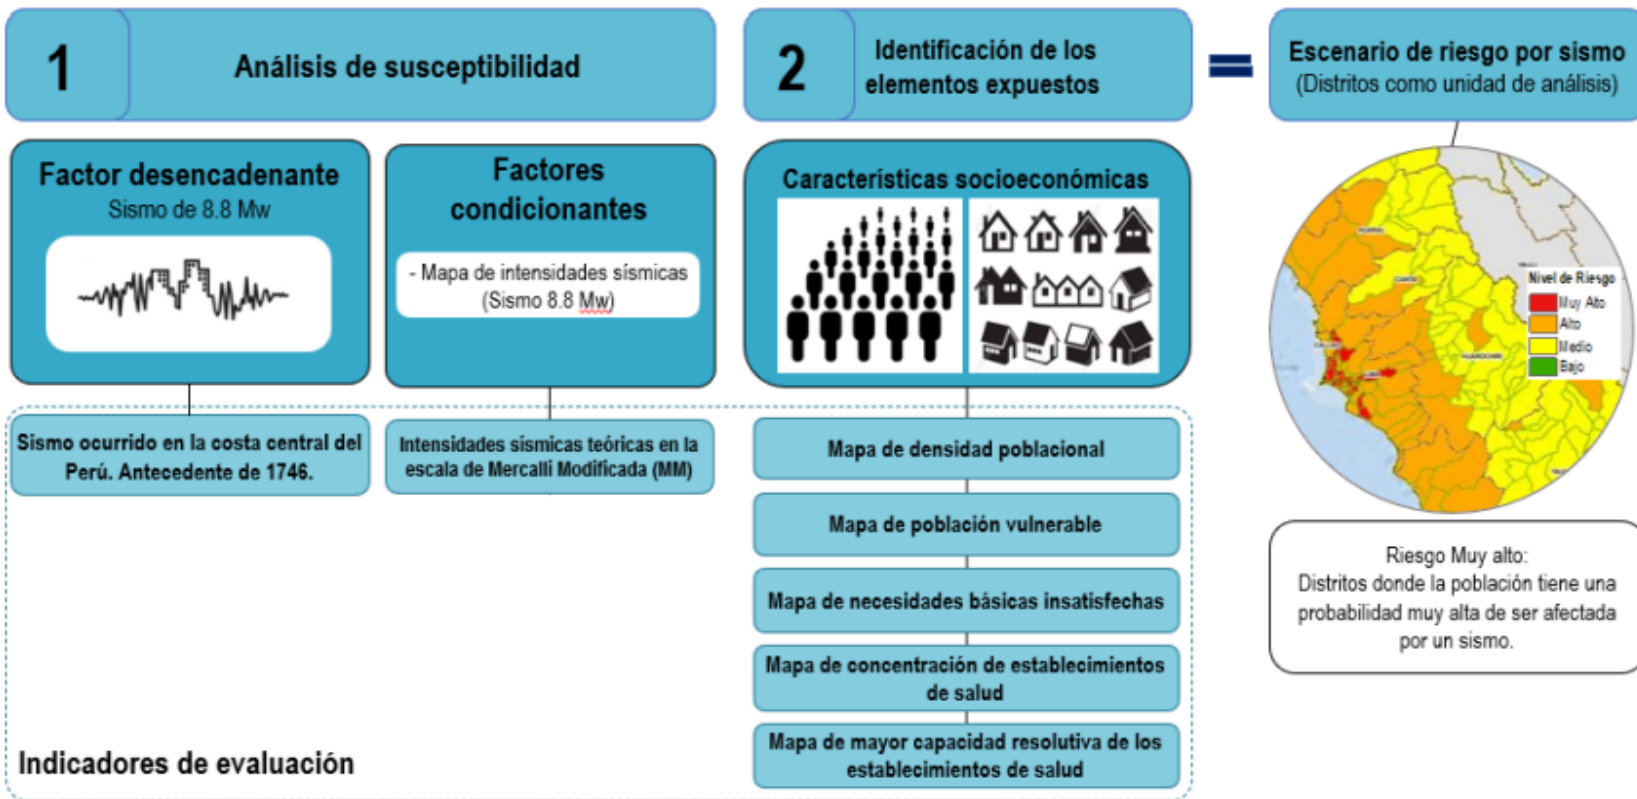 1
Análisis de susceptibilidad
2
Identificación de los
elementos expuestos
=
Escenario de riesgo por sismo
(Distritos como unidad de análisis)
Factor desencadenante
Sismo de 8.8 Mw
Factores
condicionantes
- Mapa de intensidades sísmicas
(Sismo 8.8 Mw)
Características socioeconómicas
Nivel de Riesgo
Muy Alto
Alto
Medio
Bajo
Sismo ocurrido en la costa central del
Perú. Antecedente de 1746.
Intensidades sísmicas teóricas en la
escala de Mercalli Modificada (MM)
Mapa de densidad poblacional
Mapa de población vulnerable
Mapa de necesidades básicas insatisfechas
Mapa de concentración de establecimientos
de salud
Mapa de mayor capacidad resolutiva de los
establecimientos de salud
Riesgo Muy alto:
Distritos donde la población tiene una
probabilidad muy alta de ser afectada
por un sismo.
Indicadores de evaluación